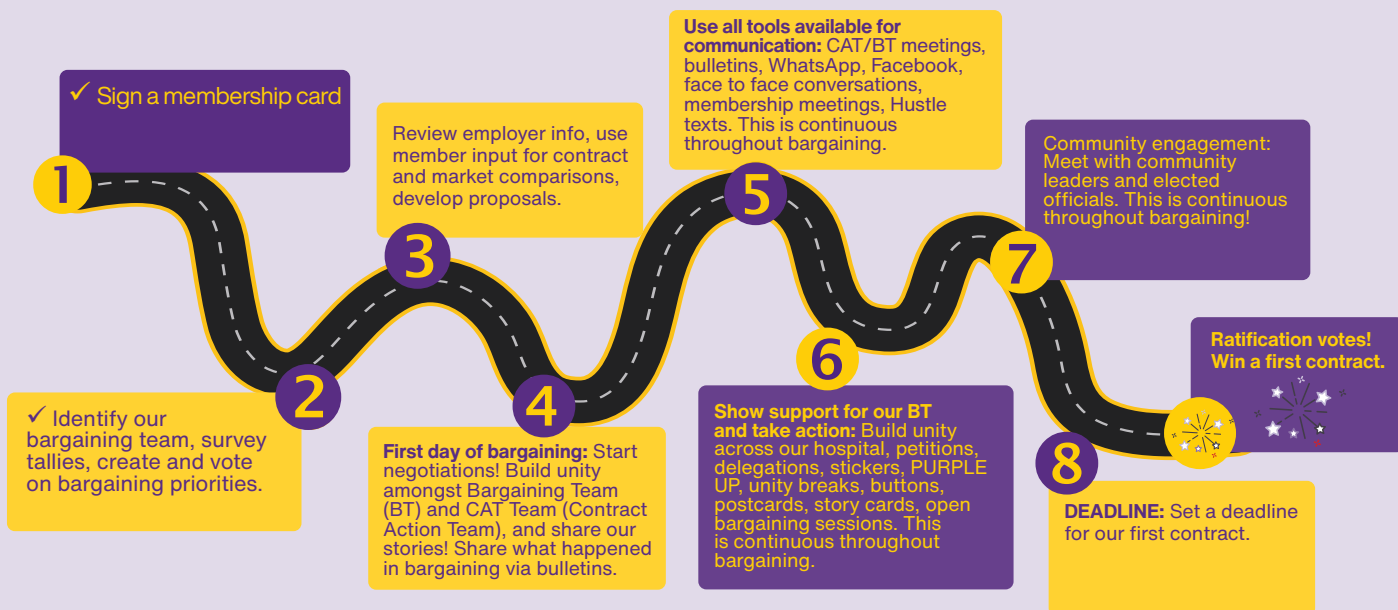 1
✓ Sign a membership card
2
✓ Identify our
bargaining team, survey
tallies, create and vote
on bargaining priorities.
3
Review employer info, use
member input for contract
and market comparisons,
develop proposals.
4
First day of bargaining: Start
negotiations! Build unity
amongst Bargaining Team
(BT) and CAT Team (Contract
Action Team), and share our
stories! Share what happened
in bargaining via bulletins.
5
Use all tools available for
communication: CAT/BT meetings,
bulletins, WhatsApp, Facebook,
face to face conversations,
membership meetings, Hustle
texts. This is continuous
throughout bargaining.
6
Show support for our BT
and take action: Build unity
across our hospital, petitions,
delegations, stickers, PURPLE
UP, unity breaks, buttons,
postcards, story cards, open
bargaining sessions. This
is continuous throughout
bargaining.
7
Community engagement:
Meet with community
leaders and elected
officials. This is continuous
throughout bargaining!
8
DEADLINE: Set a deadline
for our first contract.
Ratification votes!
Win a first contract.